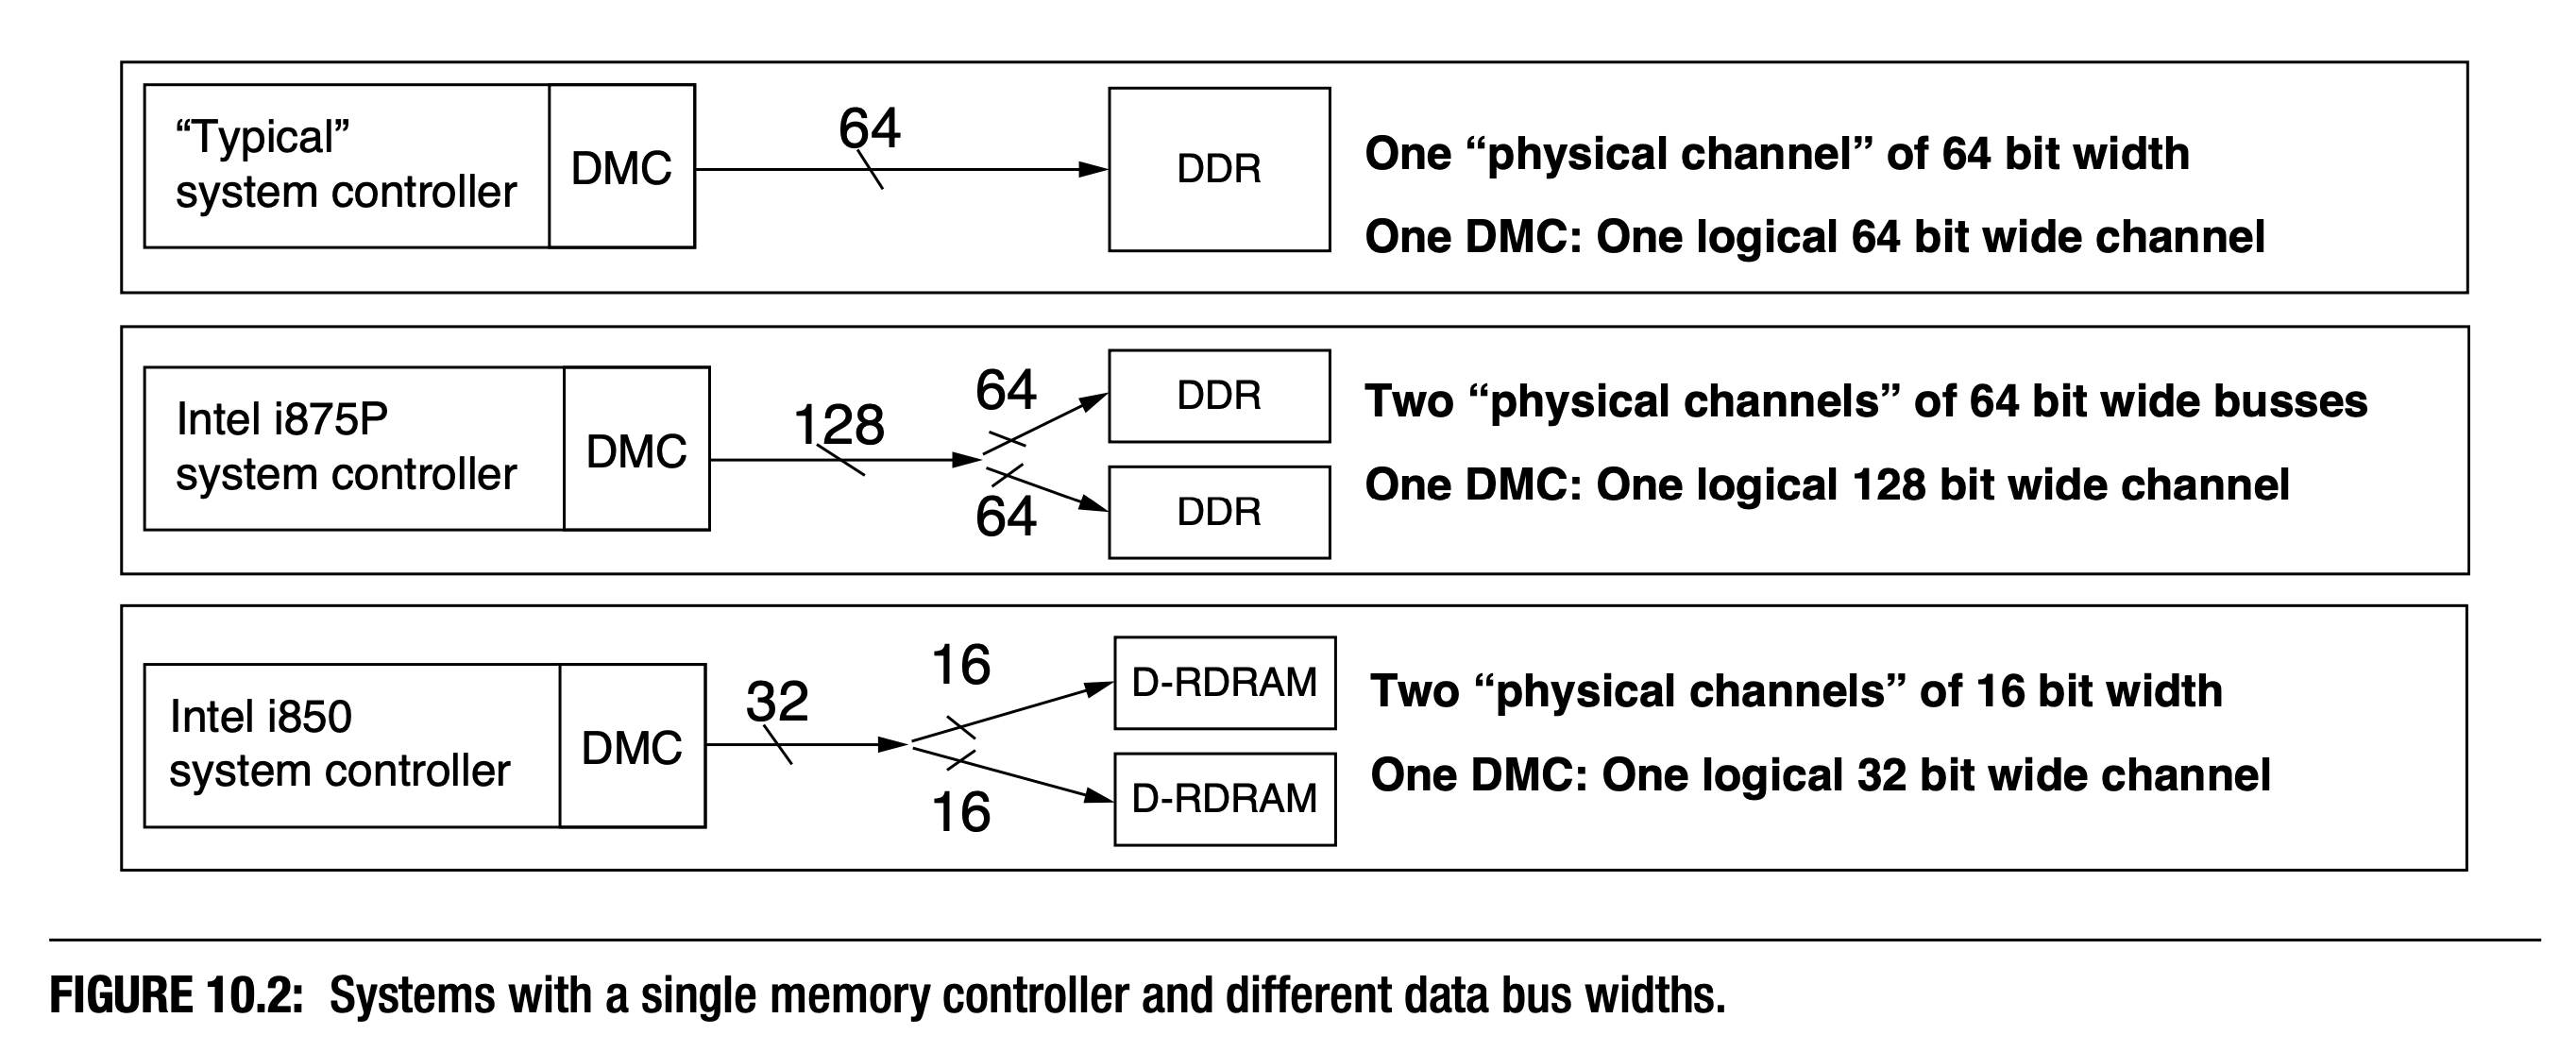 “Typical”
system controller
DMC
64
DDR
One “physical channel” of 64 bit width
One DMC: One logical 64 bit wide channel
Intel i875P
system controller
DMC
128
64
64
DDR
DDR
Two “physical channels” of 64 bit wide busses
One DMC: One logical 128 bit wide channel
Intel i850
system controller
DMC
32
16
16
D-RDRAM
D-RDRAM
Two “physical channels” of 16 bit width
One DMC: One logical 32 bit wide channel
FIGURE 10.2: Systems with a single memory controller and different data bus widths.